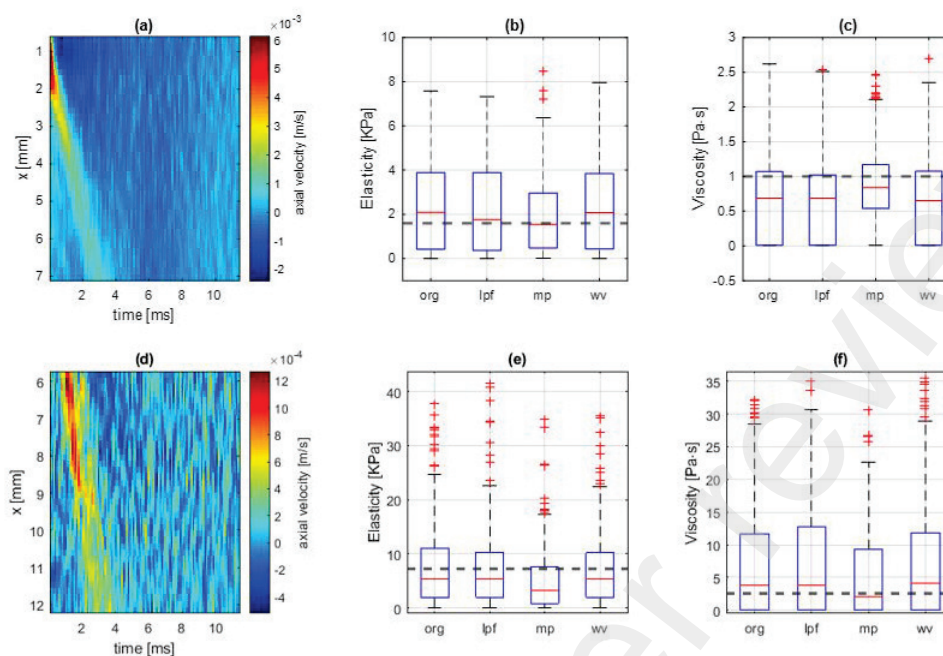 (a)
×10⁻³
6
5
4
3
2
1
0
-1
-2
axial velocity [m/s]
1
2
3
4
5
6
7
x [mm]
2 4 6 8 10
time [ms]
(b)
10
8
6
4
2
0
Elasticity [KPa]
org lpf mp wv
(c)
3
2.5
2
1.5
1
0.5
0
-0.5
Viscosity [Pa·s]
org lpf mp wv
(d)
×10⁻⁴
12
10
8
6
4
2
0
-2
-4
axial velocity [m/s]
6
7
8
9
10
11
12
x [mm]
2 4 6 8 10
time [ms]
(e)
40
30
20
10
0
Elasticity [KPa]
org lpf mp wv
(f)
35
30
25
20
15
10
5
0
Viscosity [Pa·s]
org lpf mp wv
er review